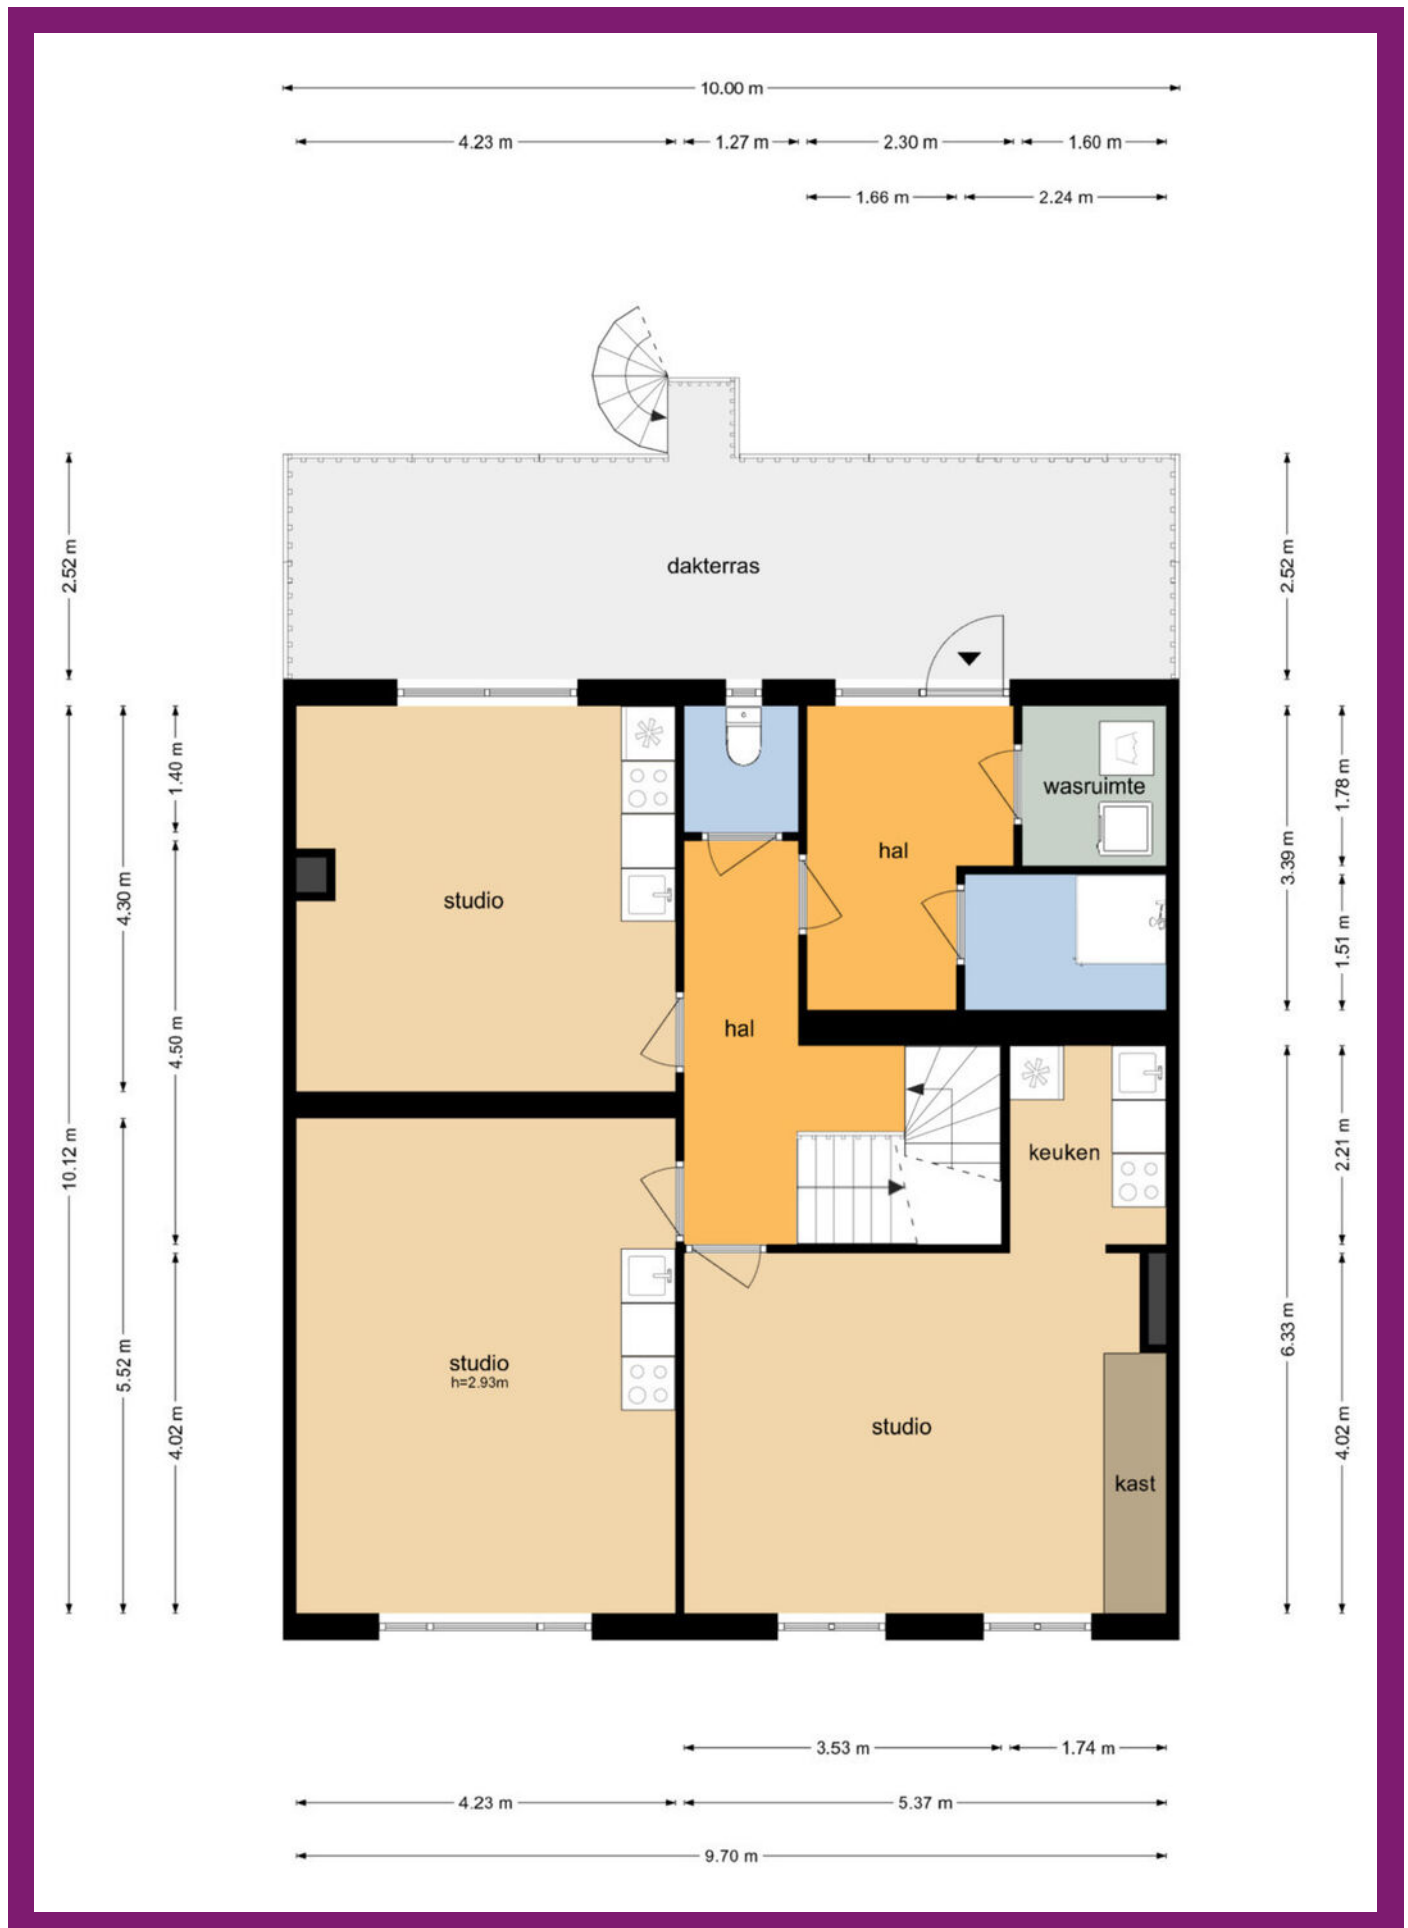 10.00 m
4.23 m
1.27 m
2.30 m
1.60 m
1.66 m
2.24 m
2.52 m
dakterras
2.52 m
1.40 m
wasruimte
1.78 m
hal
3.39 m
4.30 m
studio
1.51 m
hal
4.50 m
10.12 m
keuken
2.21 m
5.52 m
studio
h=2.93m
6.33 m
4.02 m
studio
4.02 m
kast
3.53 m
1.74 m
4.23 m
5.37 m
9.70 m